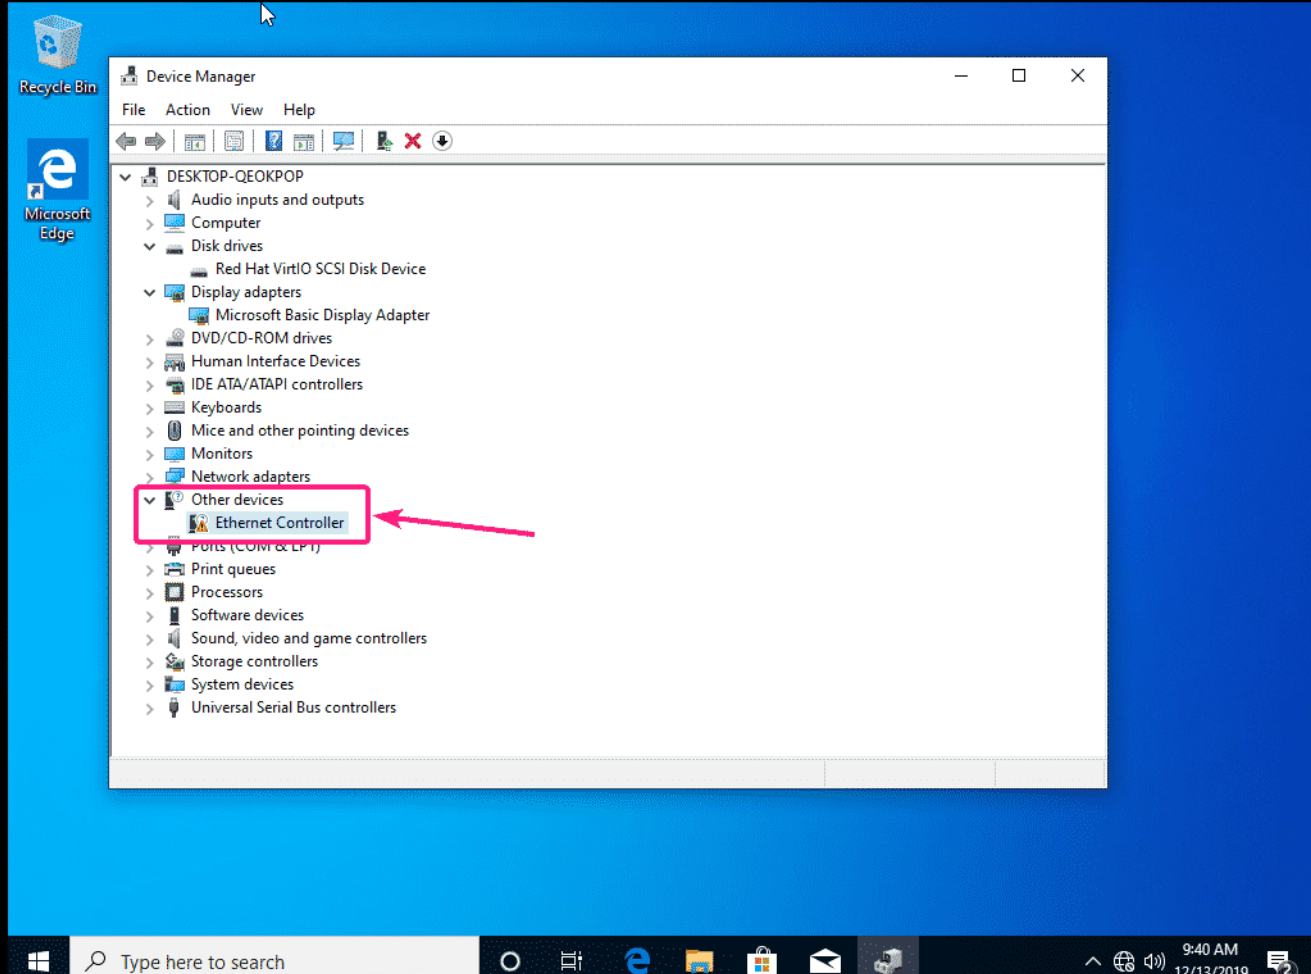 Recycle Bin
Microsoft
Edge
Device Manager
File Action View Help
DESKTOP-QEOKPOP
Audio inputs and outputs
Computer
Disk drives
Red Hat VirtIO SCSI Disk Device
Display adapters
Microsoft Basic Display Adapter
DVD/CD-ROM drives
Human Interface Devices
IDE ATA/ATAPI controllers
Keyboards
Mice and other pointing devices
Monitors
Network adapters
Other devices
Ethernet Controller
Ports (COM & LPT)
Print queues
Processors
Software devices
Sound, video and game controllers
Storage controllers
System devices
Universal Serial Bus controllers
Type here to search
9:40 AM
12/13/2019
2